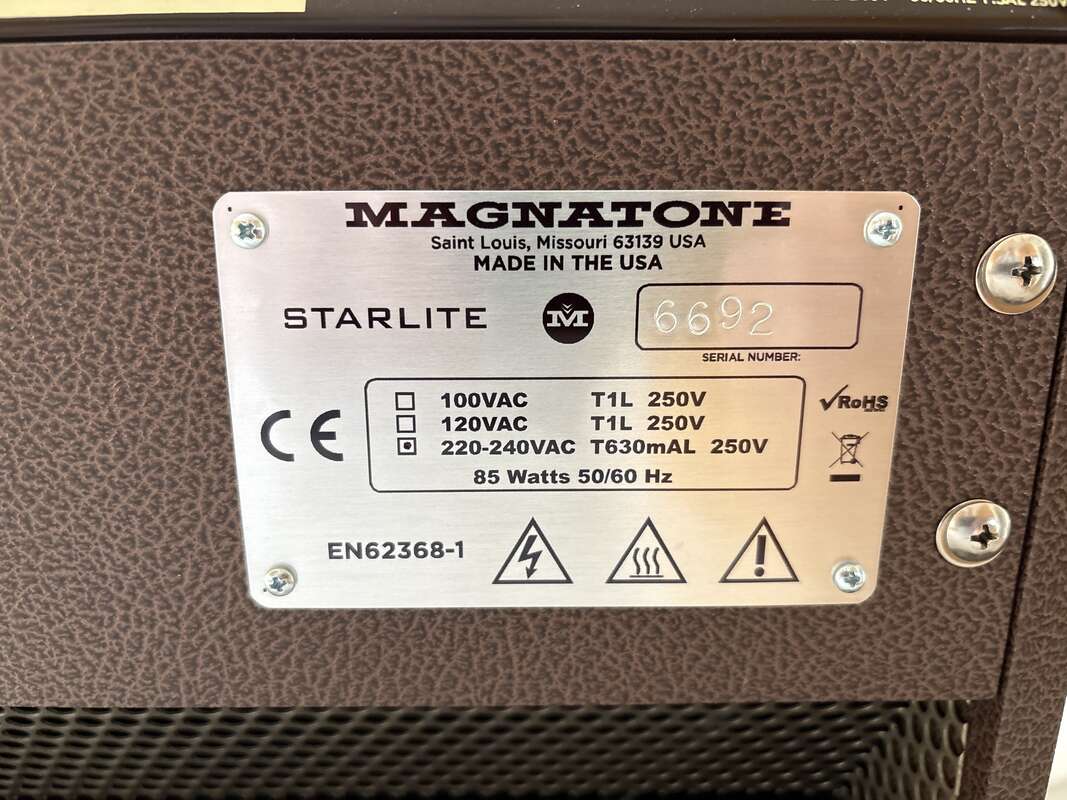 MAGNATONE
Saint Louis, Missouri 63139 USA
MADE IN THE USA
STARLITE M 6692
SERIAL NUMBER:
100VAC T1L 250V
120VAC T1L 250V
220-240VAC T630mAL 250V
85 Watts 50/60 Hz
CE
RoHS
EN62368-1